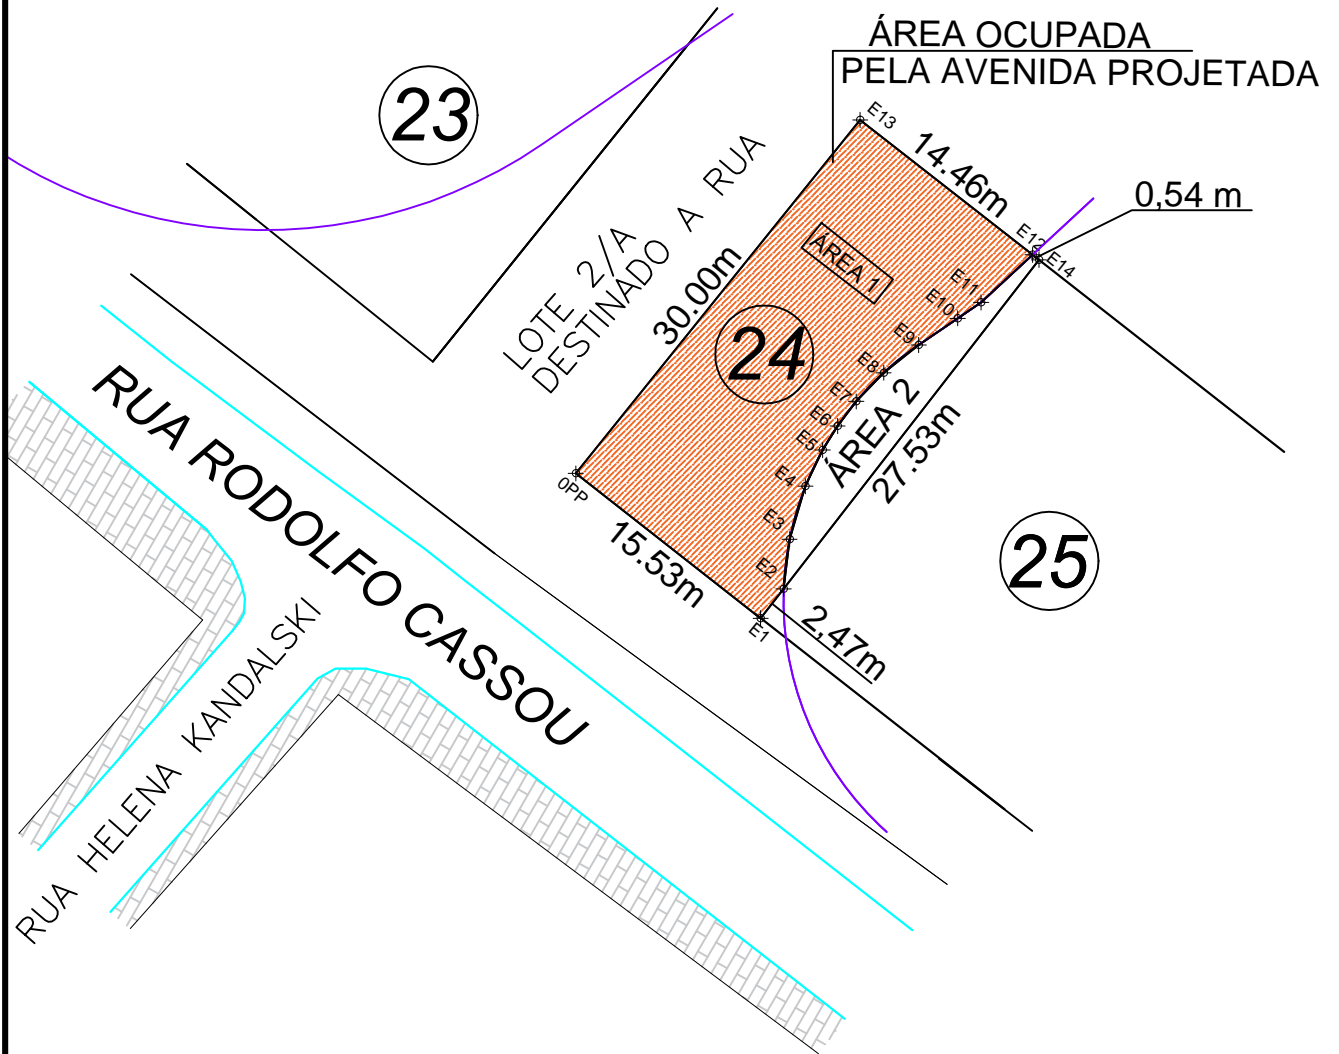 ÁREA OCUPADA
PELA AVENIDA PROJETADA
23
E13
14.46m
0,54 m
E12
E14
LOTE 2/A
DESTINADO A RUA
30.00m
ÁREA 1
E11
E10
E9
24
E8
E7
E6
E5
E4
ÁREA 2
27.53m
0PP
E3
E2
E1
15.53m
2,47m
25
RUA RODOLFO CASSOU
RUA HELENA KANDALSKI